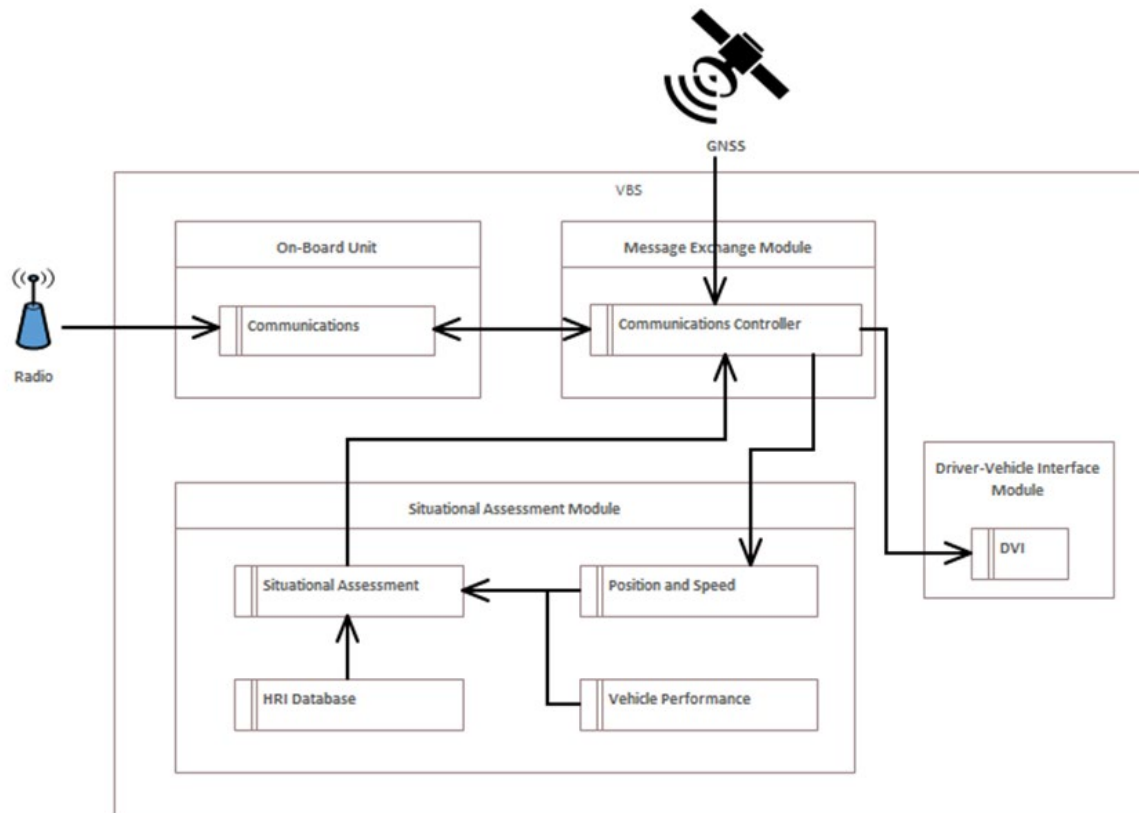 GNSS
VBS
On-Board Unit
Message Exchange Module
Communications
Communications Controller
Radio
Driver-Vehicle Interface
Module
DVI
Situational Assessment Module
Situational Assessment
Position and Speed
HRI Database
Vehicle Performance